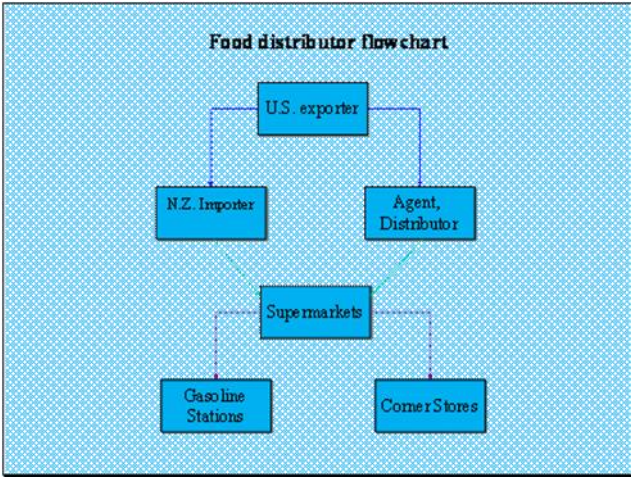 Food distributor flowchart
U.S. exporter
N.Z. Importer
Agent,
Distributor
Supermarkets
Gasoline
Stations
Corner Stores